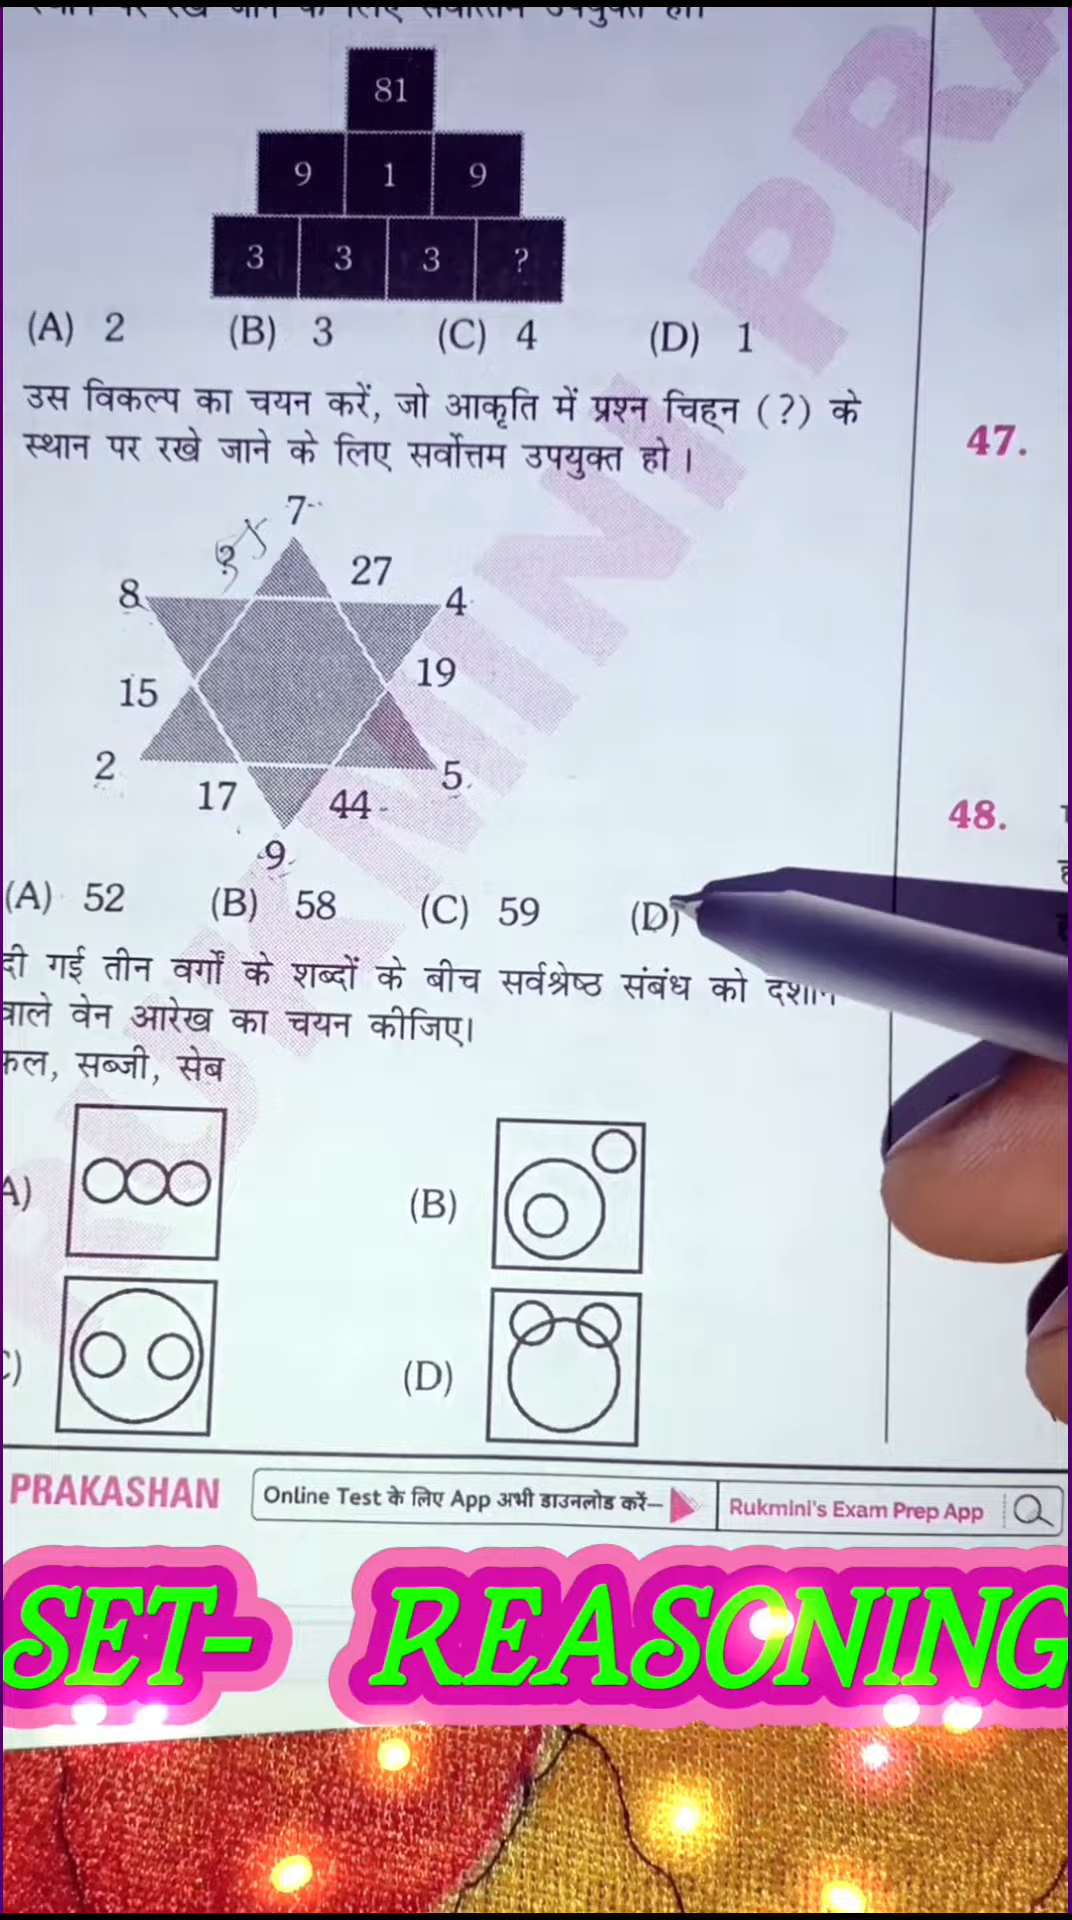 81
9 1 9
3 3 3 ?
(A) 2 (B) 3 (C) 4 (D) 1
उस विकल्प का चयन करें, जो आकृति में प्रश्न चिह्न (?) के
स्थान पर रखे जाने के लिए सर्वोत्तम उपयुक्त हो।
47.
7
? 27
8 4
15 19
2 5
17 44
9
48.
(A) 52 (B) 58 (C) 59 (D)
दी गई तीन वर्गों के शब्दों के बीच सर्वश्रेष्ठ संबंध को
वाले वेन आरेख का चयन कीजिए।
फल, सब्जी, सेब
A) (B)
(D)
PRAKASHAN
Online Test के लिए App अभी डाउनलोड करें–
Rukmini's Exam Prep App
SET- REASONING